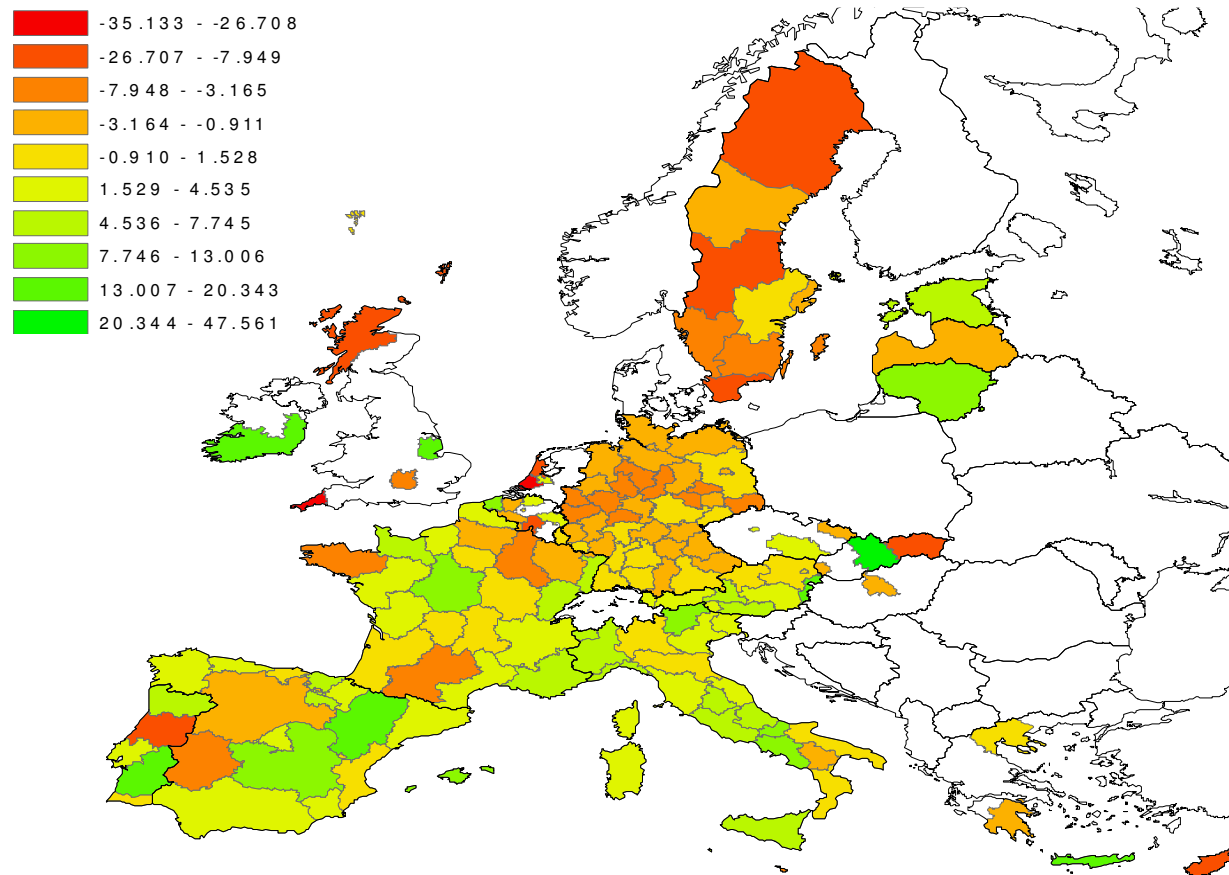 -35.133 - -26.708
-26.707 - -7.949
-7.948 - -3.165
-3.164 - -0.911
-0.910 - 1.528
1.529 - 4.535
4.536 - 7.745
7.746 - 13.006
13.007 - 20.343
20.344 - 47.561